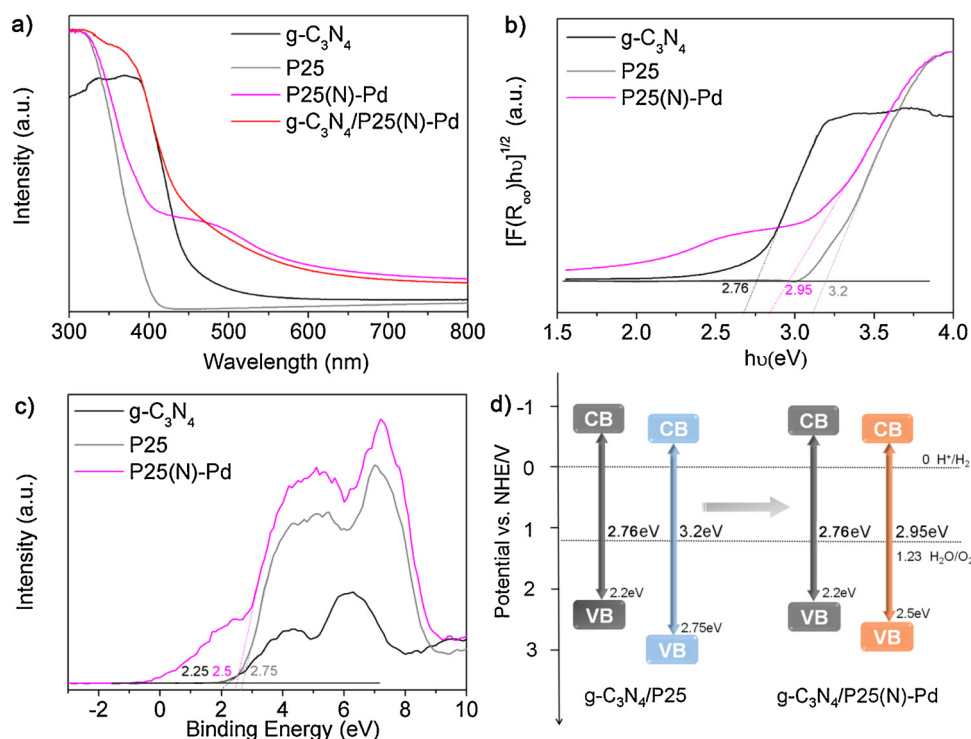 a)
g-C₃N₄
P25
P25(N)-Pd
g-C₃N₄/P25(N)-Pd
Intensity (a.u.)
300 400 500 600 700 800
Wavelength (nm)
b)
g-C₃N₄
P25
P25(N)-Pd
[F(R∞)hυ]^1/2 (a.u.)
2.76 2.95 3.2
1.5 2.0 2.5 3.0 3.5 4.0
hυ(eV)
c)
g-C₃N₄
P25
P25(N)-Pd
Intensity (a.u.)
2.25 2.5 2.75
-2 0 2 4 6 8 10
Binding Energy (eV)
d)
Potential vs. NHE/V
-1
0
1
2
3
CB CB CB CB
0 H⁺/H₂
2.76eV 3.2eV 2.76eV 2.95eV
1.23 H₂O/O₂
2.2eV 2.75eV 2.2eV 2.5eV
VB VB VB VB
g-C₃N₄/P25 g-C₃N₄/P25(N)-Pd